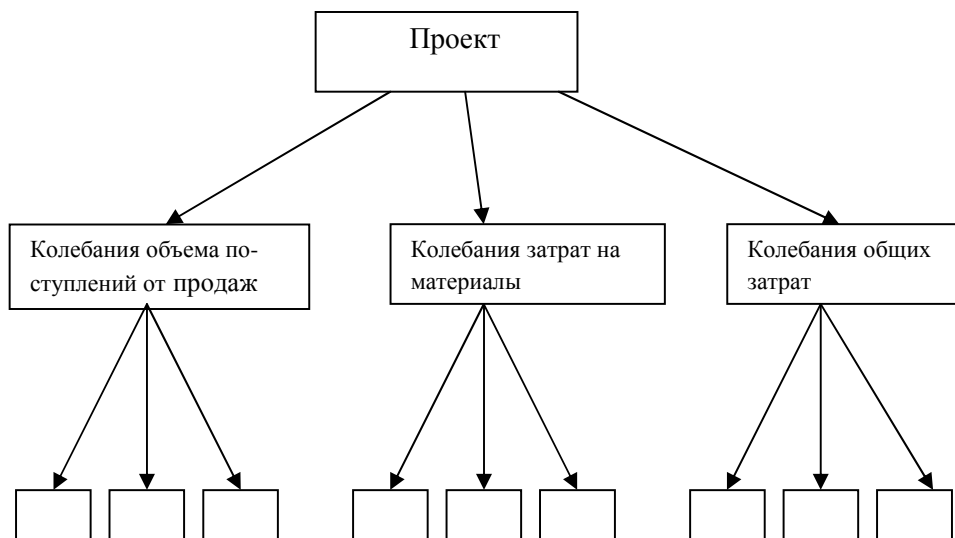 Проект
Колебания объема по-
ступлений от продаж
Колебания затрат на
материалы
Колебания общих
затрат